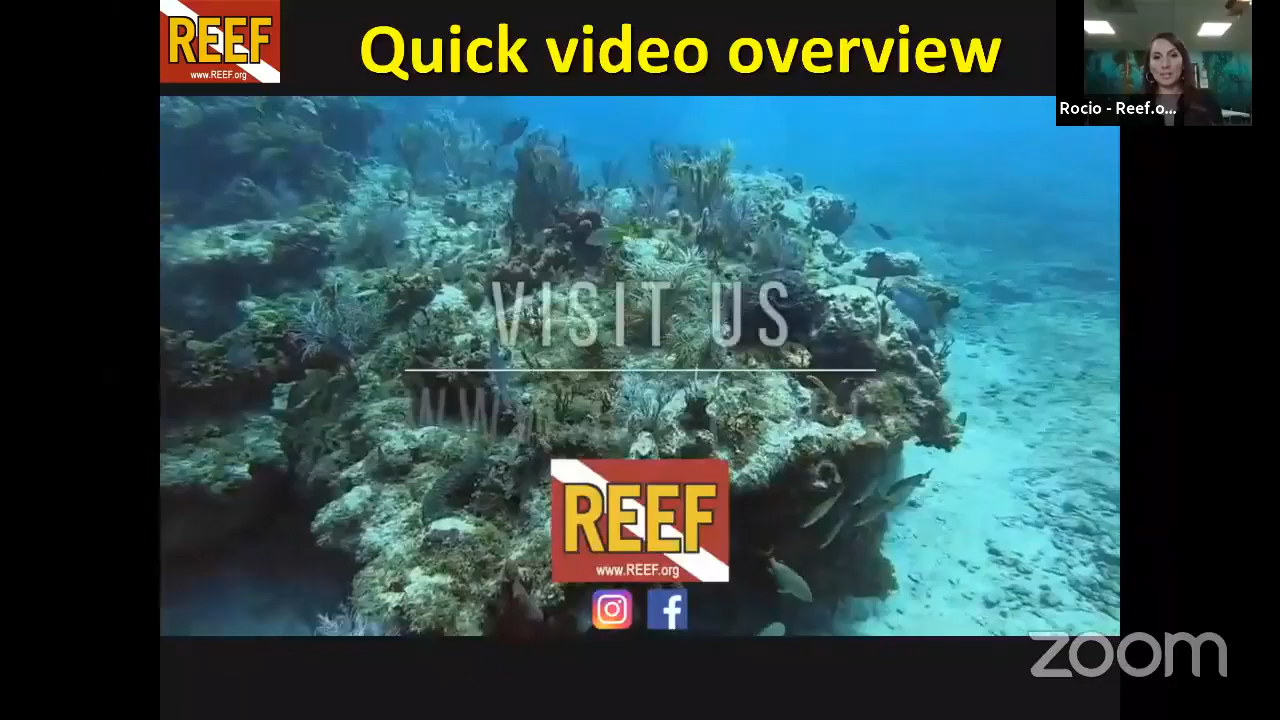 REEF
www.REEF.org
Quick video overview
Rocio - Reef.o...
VISIT US
REEF
www.REEF.org
zoom